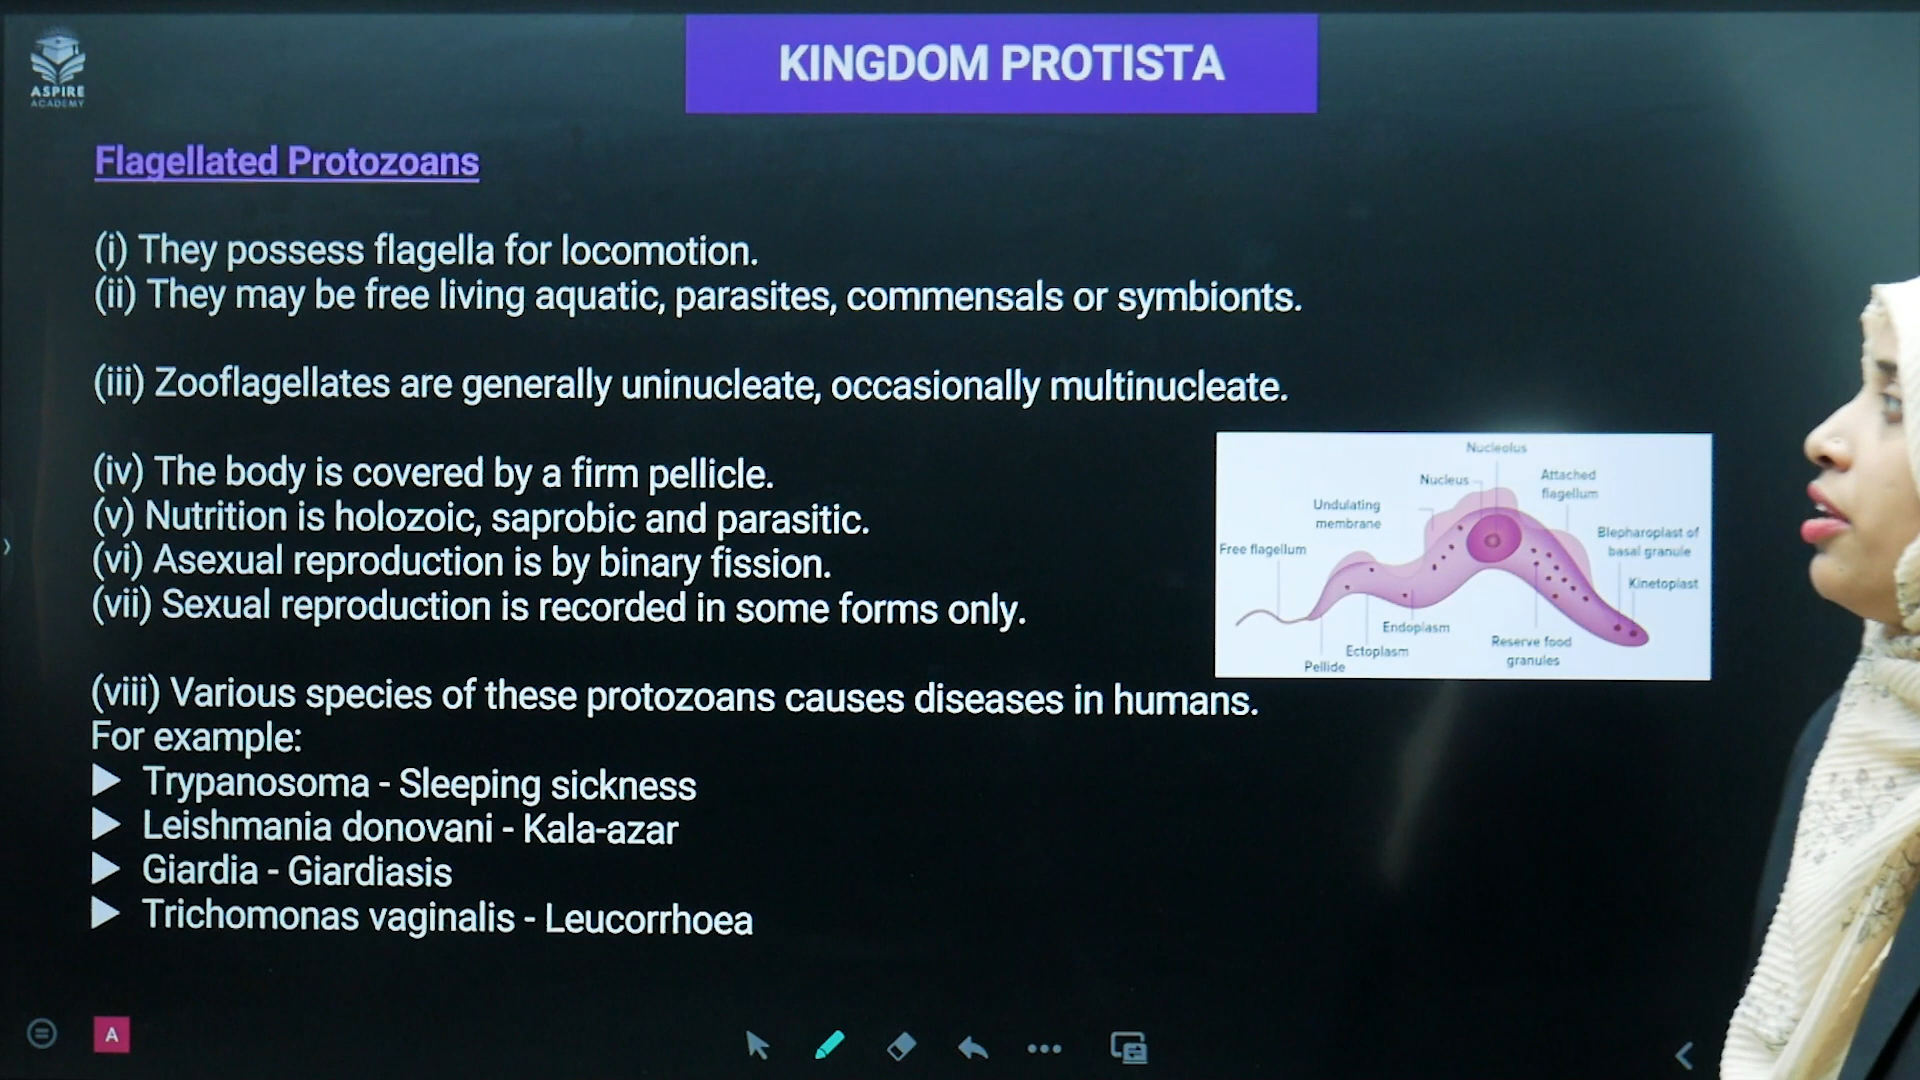 ASPIRE
ACADEMY
KINGDOM PROTISTA
Flagellated Protozoans
(i) They possess flagella for locomotion.
(ii) They may be free living aquatic, parasites, commensals or symbionts.
(iii) Zooflagellates are generally uninucleate, occasionally multinucleate.
(iv) The body is covered by a firm pellicle.
(v) Nutrition is holozoic, saprobic and parasitic.
(vi) Asexual reproduction is by binary fission.
(vii) Sexual reproduction is recorded in some forms only.
Nucleolus
Nucleus
Attached
flagellum
Undulating
membrane
Blepharoplast of
basal granule
Free flagellum
Kinetoplast
Endoplasm
Reserve food
granules
Ectoplasm
Pellide
(viii) Various species of these protozoans causes diseases in humans.
For example:
Trypanosoma - Sleeping sickness
Leishmania donovani - Kala-azar
Giardia - Giardiasis
Trichomonas vaginalis - Leucorrhoea
A